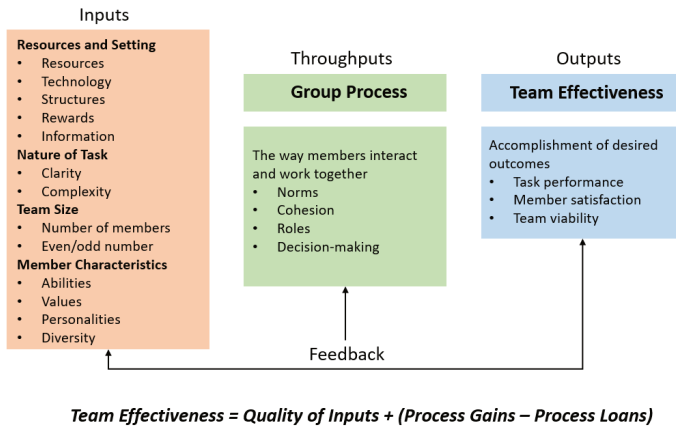 Inputs
Resources and Setting
• Resources
• Technology
• Structures
• Rewards
• Information
Nature of Task
• Clarity
• Complexity
Team Size
• Number of members
• Even/odd number
Member Characteristics
• Abilities
• Values
• Personalities
• Diversity
Throughputs
Group Process
The way members interact
and work together
• Norms
• Cohesion
• Roles
• Decision-making
Outputs
Team Effectiveness
Accomplishment of desired
outcomes
• Task performance
• Member satisfaction
• Team viability
Feedback
Team Effectiveness = Quality of Inputs + (Process Gains – Process Loans)